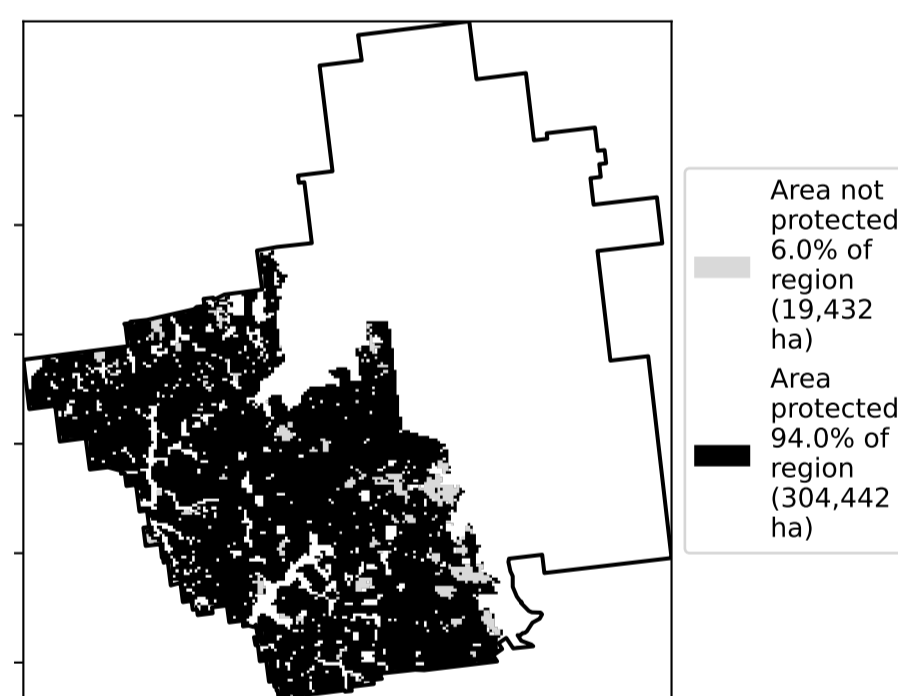 Area not
protected
6.0% of
region
(19,432
ha)
Area
protected
94.0% of
region
(304,442
ha)